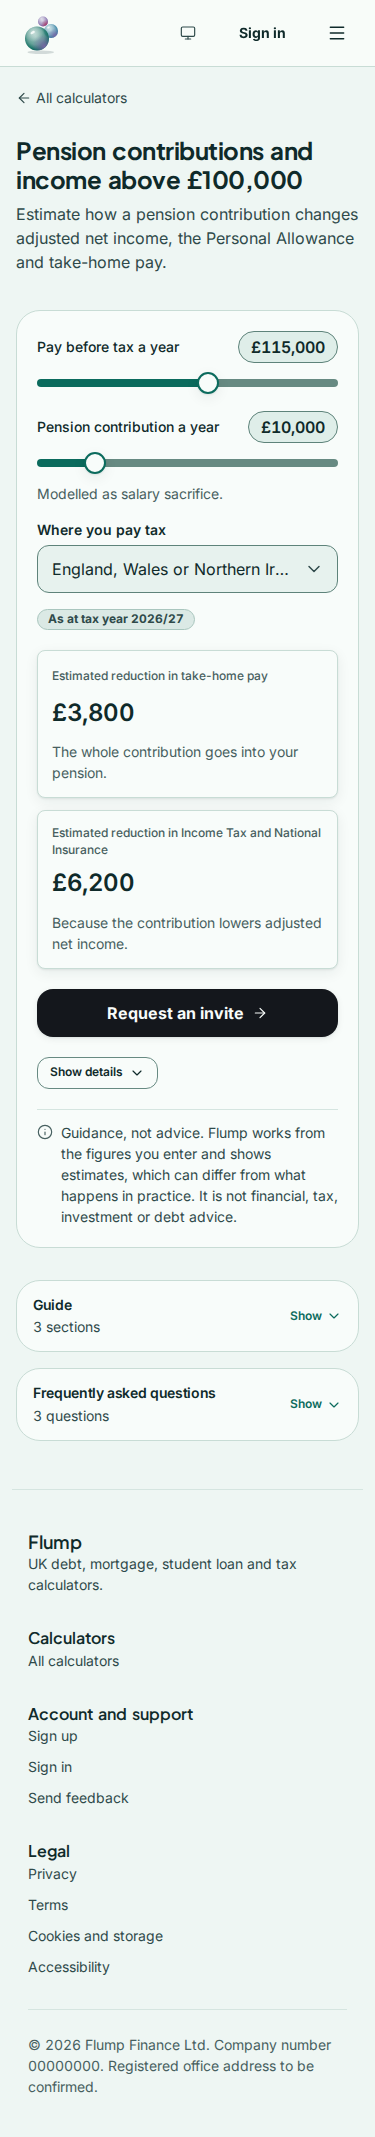 Sign in
All calculators
Pension contributions and
income above £100,000
Estimate how a pension contribution changes
adjusted net income, the Personal Allowance
and take-home pay.
Pay before tax a year
£115,000
Pension contribution a year
£10,000
Modelled as salary sacrifice.
Where you pay tax
England, Wales or Northern Ir...
As at tax year 2026/27
Estimated reduction in take-home pay
£3,800
The whole contribution goes into your
pension.
Estimated reduction in Income Tax and National
Insurance
£6,200
Because the contribution lowers adjusted
net income.
Request an invite
Show details
Guidance, not advice. Flump works from
the figures you enter and shows
estimates, which can differ from what
happens in practice. It is not financial, tax,
investment or debt advice.
Guide
3 sections
Show
Frequently asked questions
3 questions
Show
Flump
UK debt, mortgage, student loan and tax
calculators.
Calculators
All calculators
Account and support
Sign up
Sign in
Send feedback
Legal
Privacy
Terms
Cookies and storage
Accessibility
© 2026 Flump Finance Ltd. Company number
00000000. Registered office address to be
confirmed.